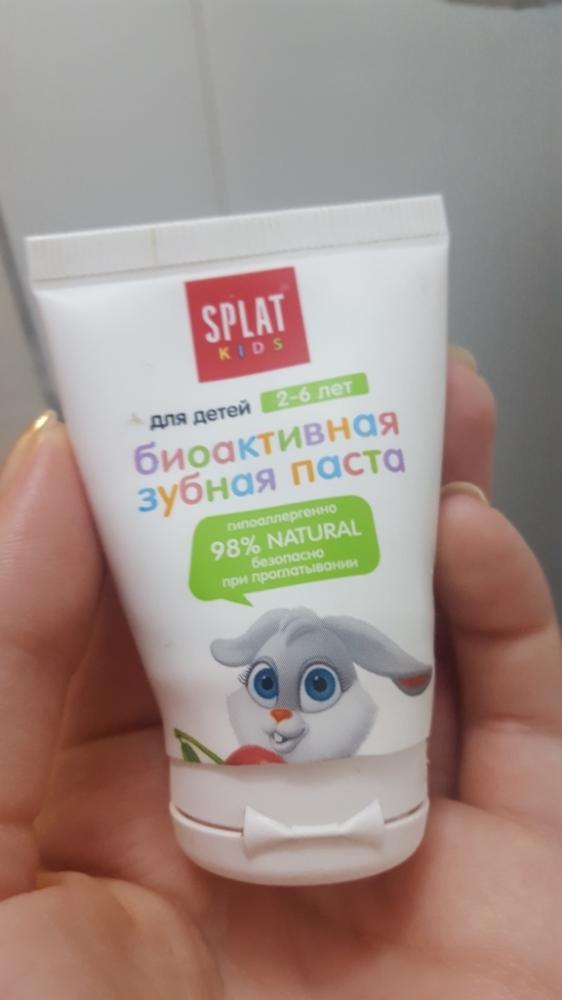 SPLAT
KIDS
для детей 2-6 лет
биоактивная
зубная паста
гипоаллергенно
98% NATURAL
безопасно
при проглатывании